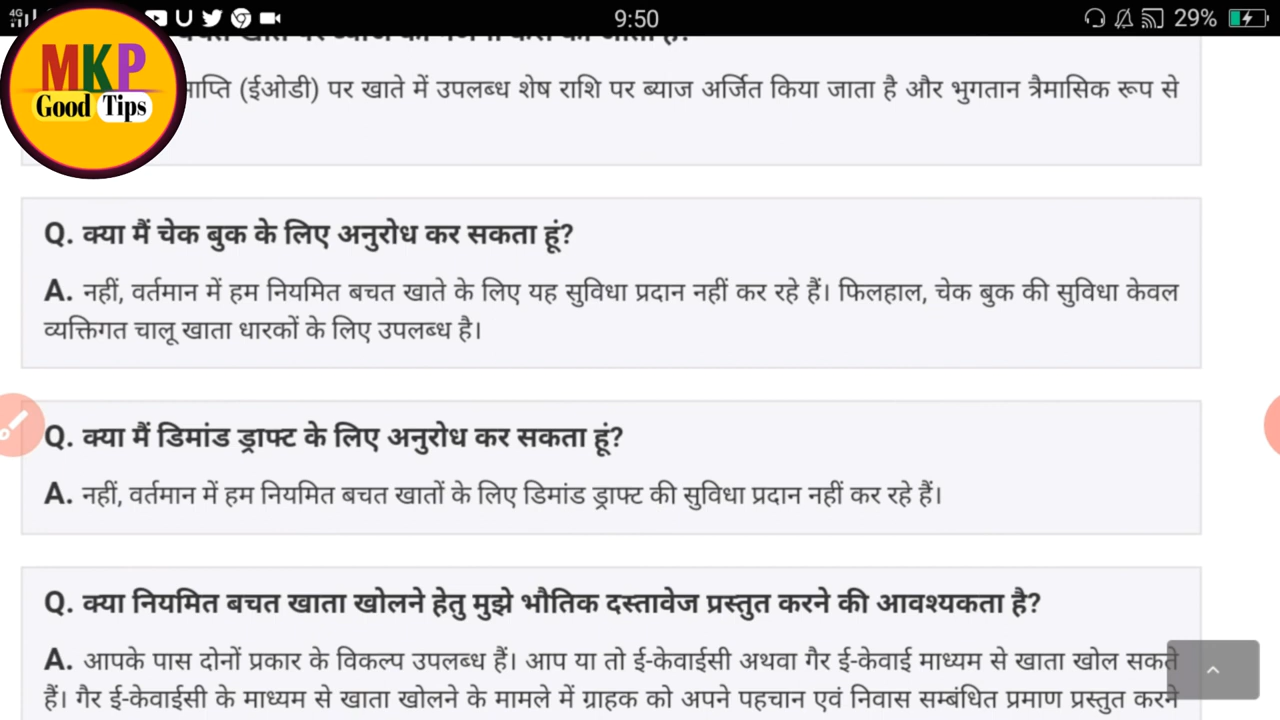 4G
9:50
29%
MKP
Good Tips
(ईओडी) पर खाते में उपलब्ध शेष राशि पर ब्याज अर्जित किया जाता है और भुगतान त्रैमासिक रूप से
Q. क्या मैं चेक बुक के लिए अनुरोध कर सकता हूं?
A. नहीं, वर्तमान में हम नियमित बचत खाते के लिए यह सुविधा प्रदान नहीं कर रहे हैं। फिलहाल, चेक बुक की सुविधा केवल
व्यक्तिगत चालू खाता धारकों के लिए उपलब्ध है।
Q. क्या मैं डिमांड ड्राफ्ट के लिए अनुरोध कर सकता हूं?
A. नहीं, वर्तमान में हम नियमित बचत खातों के लिए डिमांड ड्राफ्ट की सुविधा प्रदान नहीं कर रहे हैं।
Q. क्या नियमित बचत खाता खोलने हेतु मुझे भौतिक दस्तावेज प्रस्तुत करने की आवश्यकता है?
A. आपके पास दोनों प्रकार के विकल्प उपलब्ध हैं। आप या तो ई-केवाईसी अथवा गैर ई-केवाई माध्यम से खाता खोल सकते
हैं। गैर ई-केवाईसी के माध्यम से खाता खोलने के मामले में ग्राहक को अपने पहचान एवं निवास सम्बंधित प्रमाण प्रस्तुत करने